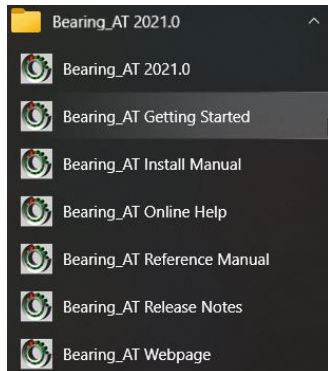 Bearing_AT 2021.0
Bearing_AT 2021.0
Bearing_AT Getting Started
Bearing_AT Install Manual
Bearing_AT Online Help
Bearing_AT Reference Manual
Bearing_AT Release Notes
Bearing_AT Webpage